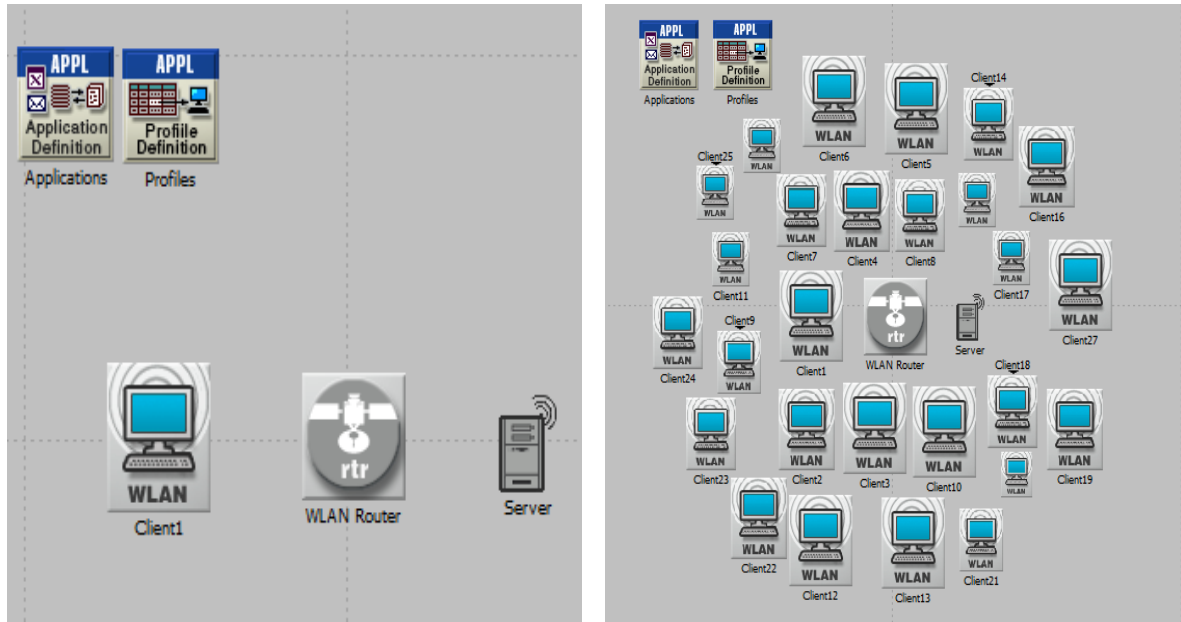 APPL
Application
Definition
Applications
APPL
Profiile
Definition
Profiles
WLAN
Client1
rtr
WLAN Router
Server
APPL
Application
Definition
Applications
APPL
Profile
Definition
Profiles
WLAN
Client6
WLAN
Client5
Client14
WLAN
WLAN
Client16
WLAN
Client25
WLAN
WLAN
Client7
WLAN
Client4
WLAN
Client8
WLAN
WLAN
Client11
WLAN
Client17
WLAN
Client27
WLAN
Client24
Client9
WLAN
WLAN
Client1
rtr
WLAN Router
Server
Client18
WLAN
WLAN
Client23
WLAN
Client2
WLAN
Client3
WLAN
Client10
WLAN
WLAN
Client19
WLAN
Client22
WLAN
Client12
WLAN
Client13
WLAN
Client21